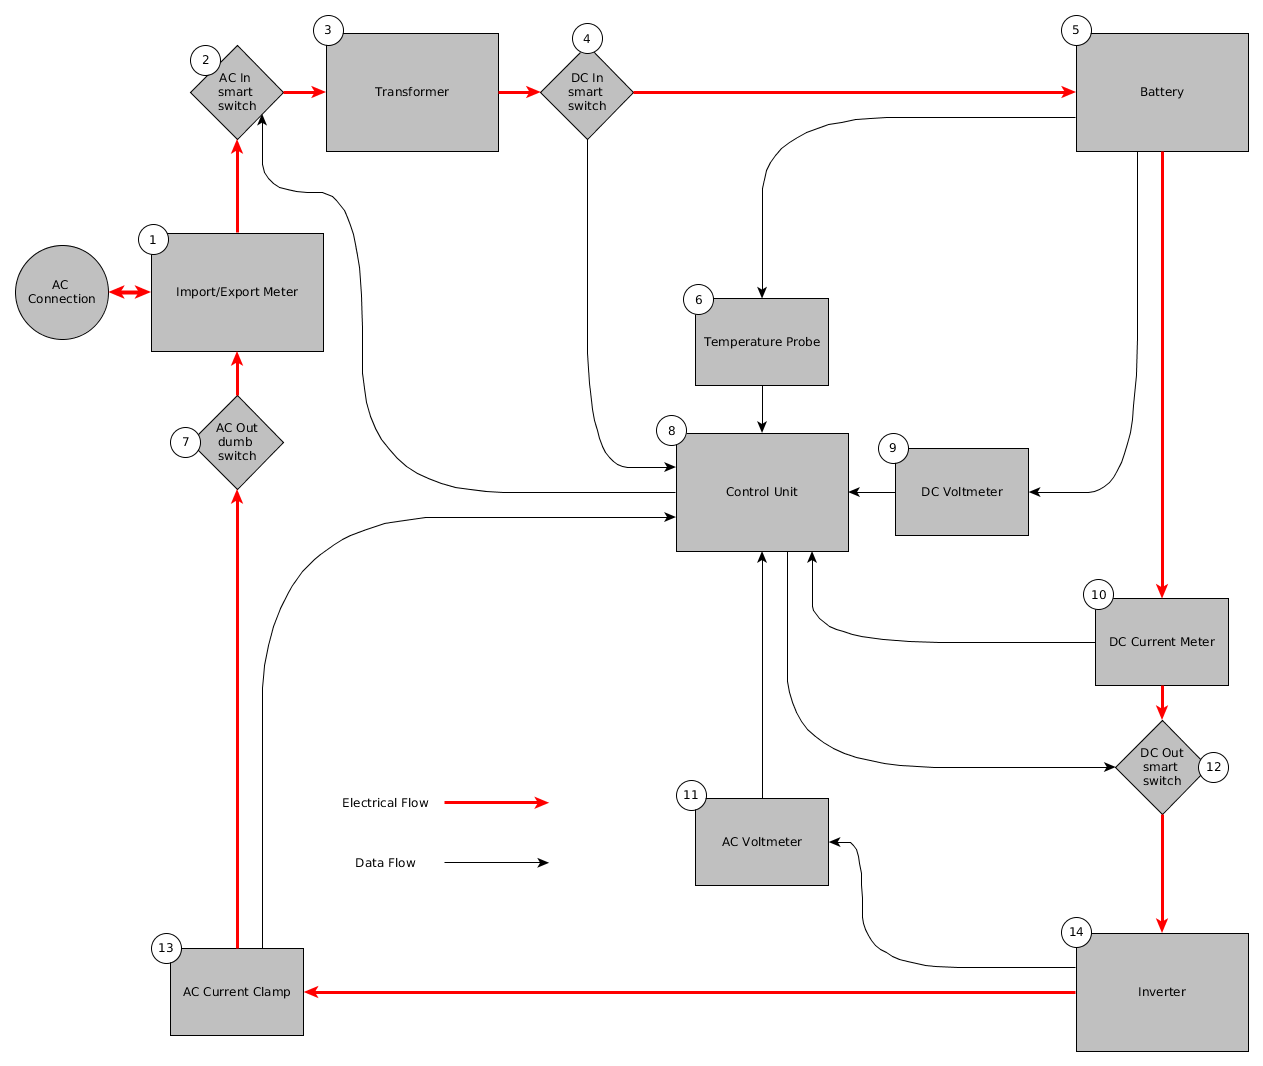 3
4
5
2
AC In
smart
switch
Transformer
DC In
smart
switch
Battery
1
AC
Connection
Import/Export Meter
6
Temperature Probe
7
AC Out
dumb
switch
8
Control Unit
9
DC Voltmeter
10
DC Current Meter
DC Out
smart
switch
12
11
AC Voltmeter
Electrical Flow
Data Flow
13
AC Current Clamp
14
Inverter